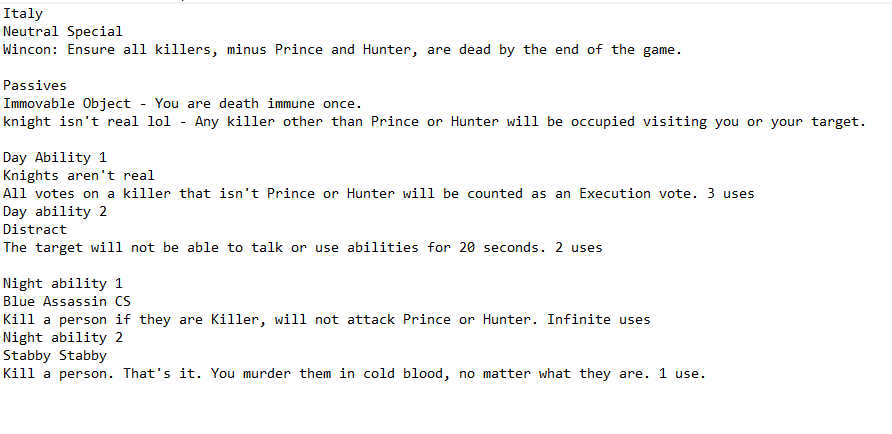 Italy
Neutral Special
Wincon: Ensure all killers, minus Prince and Hunter, are dead by the end of the game.
Passives
Immovable Object - You are death immune once.
knight isn't real lol - Any killer other than Prince or Hunter will be occupied visiting you or your target.
Day Ability 1
Knights aren't real
All votes on a killer that isn't Prince or Hunter will be counted as an Execution vote. 3 uses
Day ability 2
Distract
The target will not be able to talk or use abilities for 20 seconds. 2 uses
Night ability 1
Blue Assassin CS
Kill a person if they are Killer, will not attack Prince or Hunter. Infinite uses
Night ability 2
Stabby Stabby
Kill a person. That's it. You murder them in cold blood, no matter what they are. 1 use.